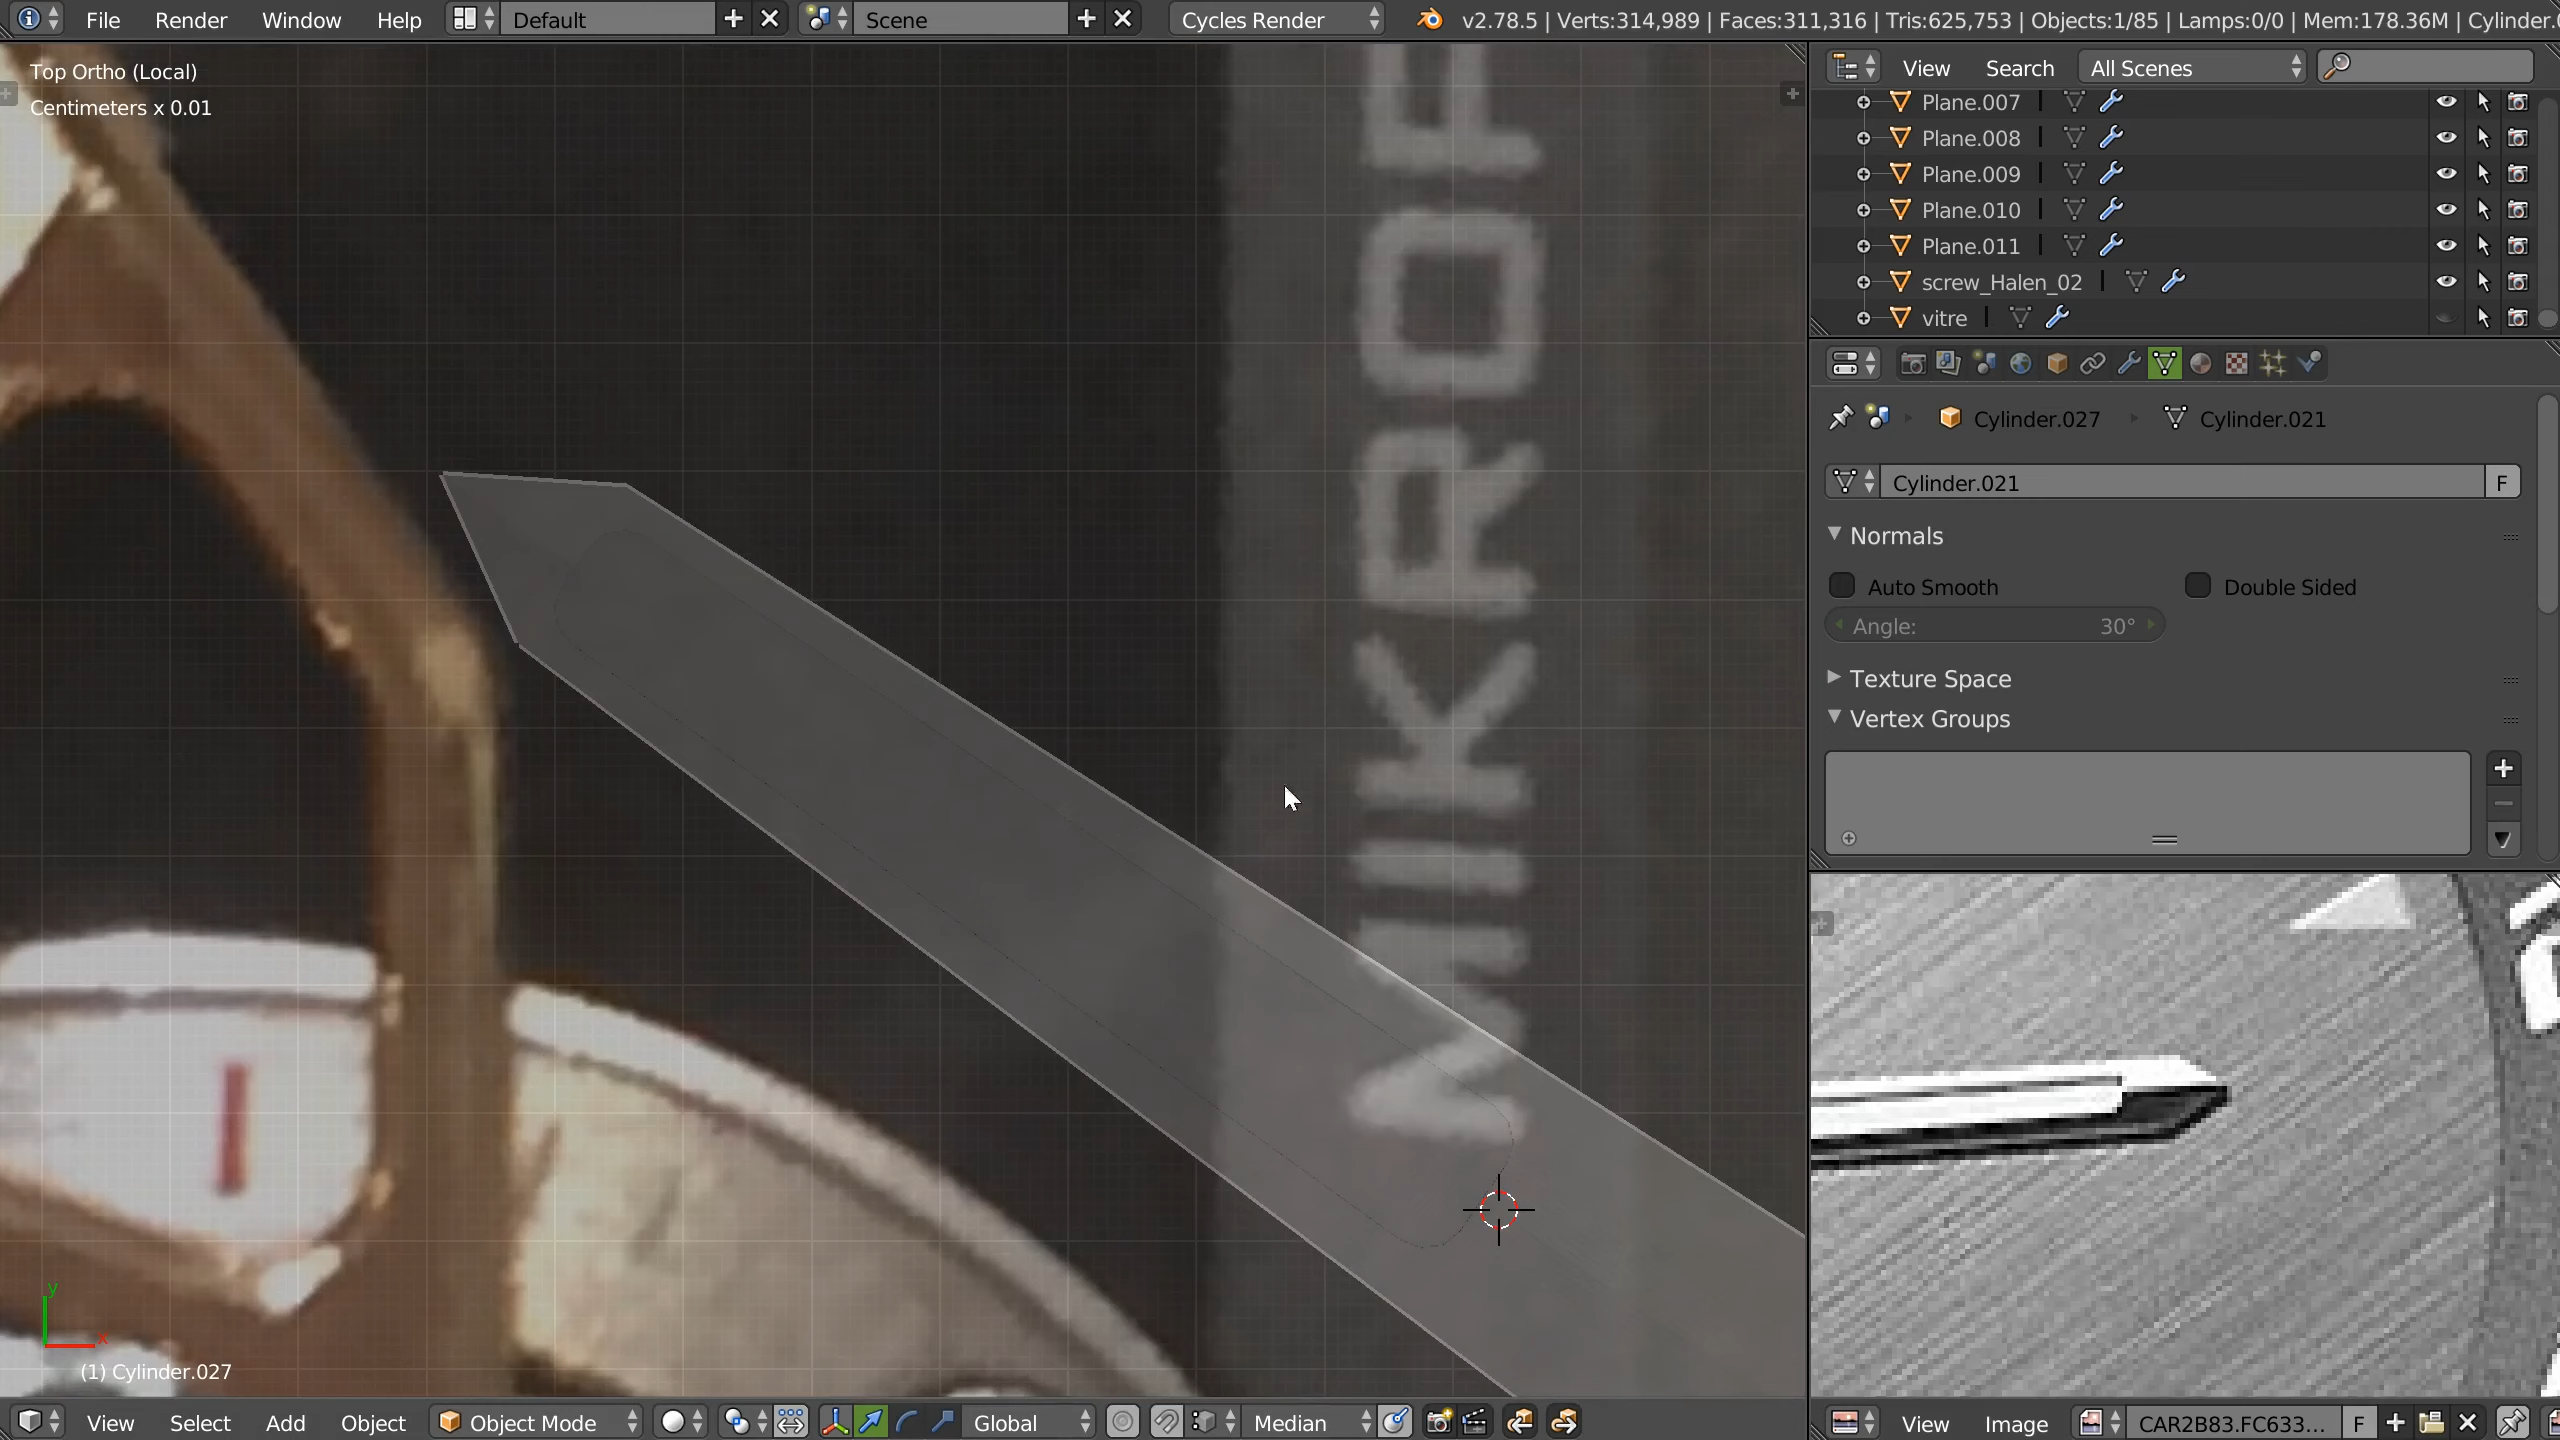 File Render Window Help Default Scene Cycles Render v2.78.5 | Verts:314,989 | Faces:311,316 | Tris:625,753 | Objects:1/85 | Lamps:0/0 | Mem:178.36M | Cylinder.
Top Ortho (Local)
Centimeters x 0.01
MIKRO
y
x
(1) Cylinder.027
View Select Add Object Object Mode Global Median
View Search All Scenes
Plane.007
Plane.008
Plane.009
Plane.010
Plane.011
screw_Halen_02
vitre
Cylinder.027 Cylinder.021
Cylinder.021 F
Normals
Auto Smooth Double Sided
Angle: 30°
Texture Space
Vertex Groups
View Image CAR2B83.FC633... F